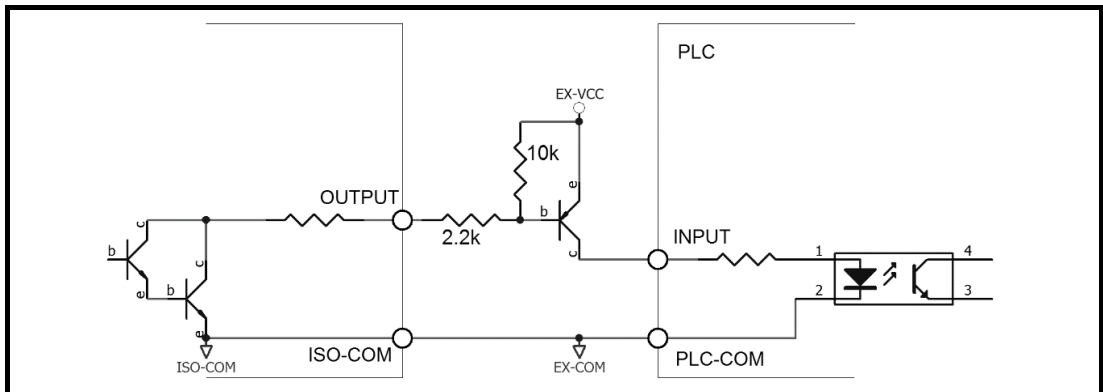 PLC
EX-VCC
10k
e
OUTPUT
b
2.2k
c
INPUT
c
c
b
e
b
e
1
4
2
3
ISO-COM
ISO-COM
EX-COM
PLC-COM